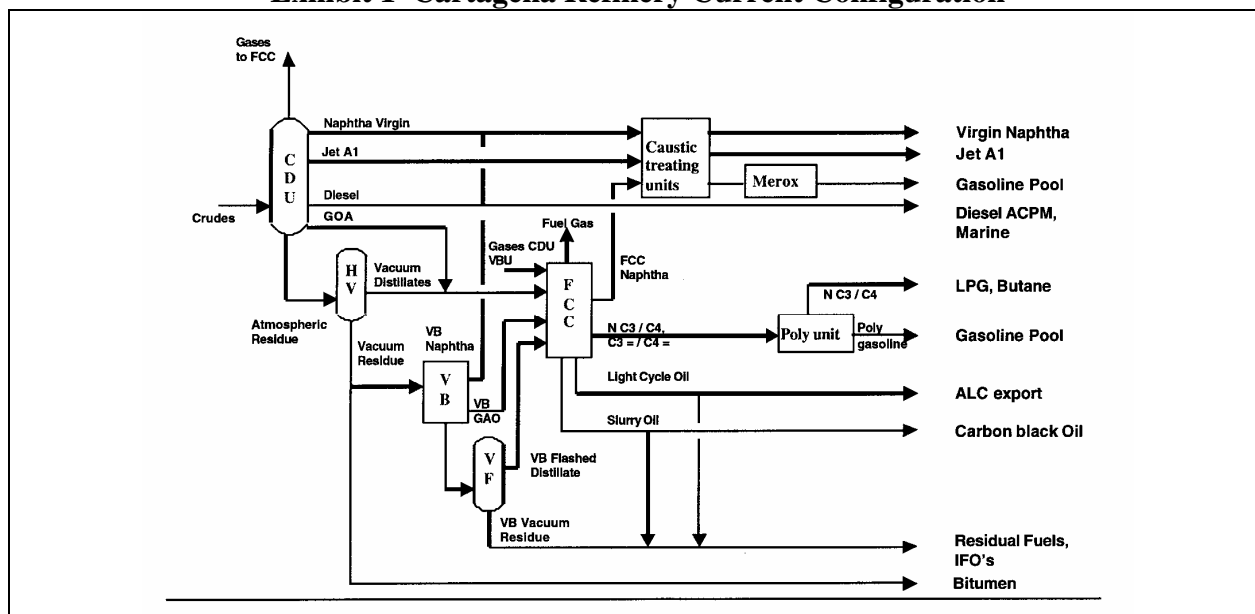 Exhibit 1 Cartagena Refinery Current Configuration
Gases
to FCC
Naphtha Virgin
Virgin Naphtha
Jet A1
Jet A1
Caustic
treating
units
Merox
Gasoline Pool
C
D
U
Crudes
Diesel
GOA
Diesel ACPM,
Marine
Fuel Gas
Gases CDU
VBU
FCC
Naphtha
H
V
Vacuum
Distillates
F
C
C
N C3 / C4
LPG, Butane
Atmospheric
Residue
Vacuum
Residue
VB
Naphtha
N C3 / C4,
C3 = / C4 =
Poly unit
Poly
gasoline
Gasoline Pool
V
B
VB
GAO
Light Cycle Oil
ALC export
Slurry Oil
Carbon black Oil
V
F
VB Flashed
Distillate
VB Vacuum
Residue
Residual Fuels,
IFO's
Bitumen